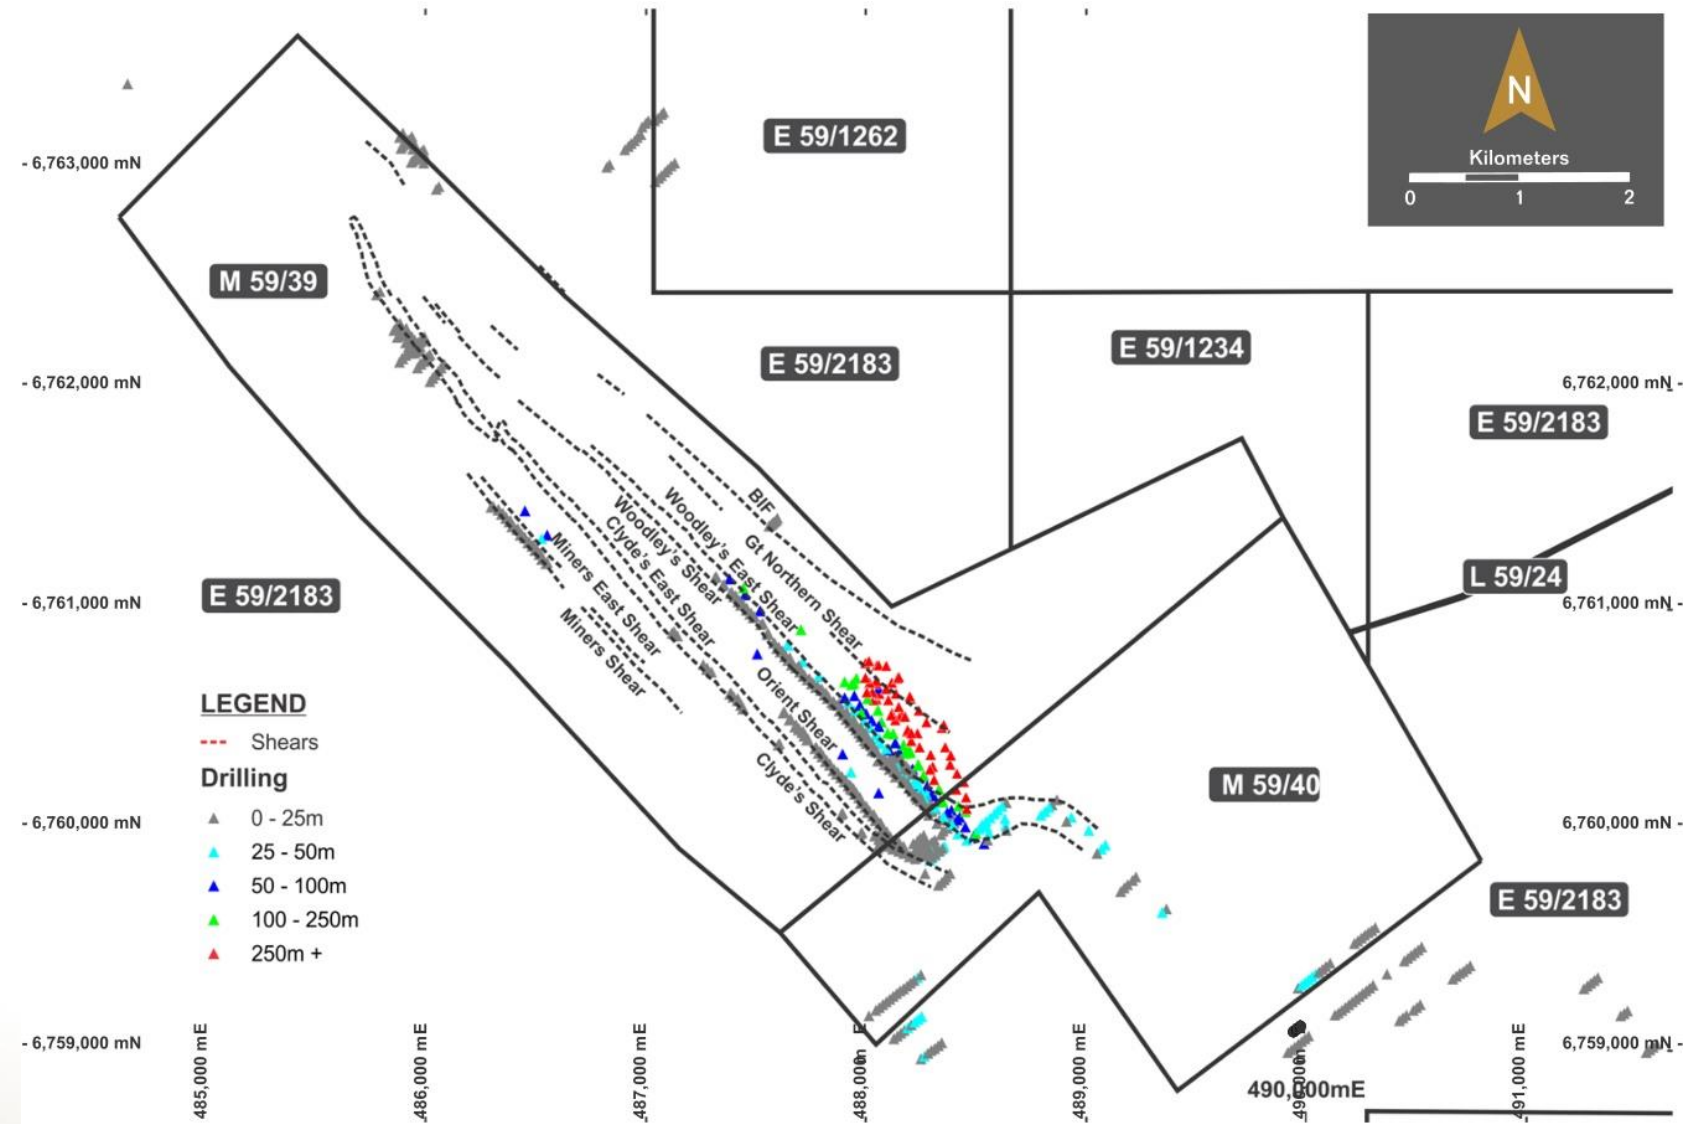 E 59/1262
N
Kilometers
0 1 2
- 6,763,000 mN
M 59/39
E 59/2183
E 59/1234
- 6,762,000 mN
6,762,000 mN -
E 59/2183
BIF
Woodley's East Shear
Woodley's Shear
Gt Northern Shear
Clyde's East Shear
Miners East Shear
L 59/24
E 59/2183
- 6,761,000 mN
6,761,000 mN -
Miners Shear
Orient Shear
Clyde's Shear
LEGEND
Shears
Drilling
0 - 25m
25 - 50m
50 - 100m
100 - 250m
250m +
M 59/40
- 6,760,000 mN
6,760,000 mN -
E 59/2183
- 6,759,000 mN
6,759,000 mN -
485,000 mE
486,000 mE
487,000 mE
488,000m E
489,000 mE
490,000m
490,000mE
491,000 mE